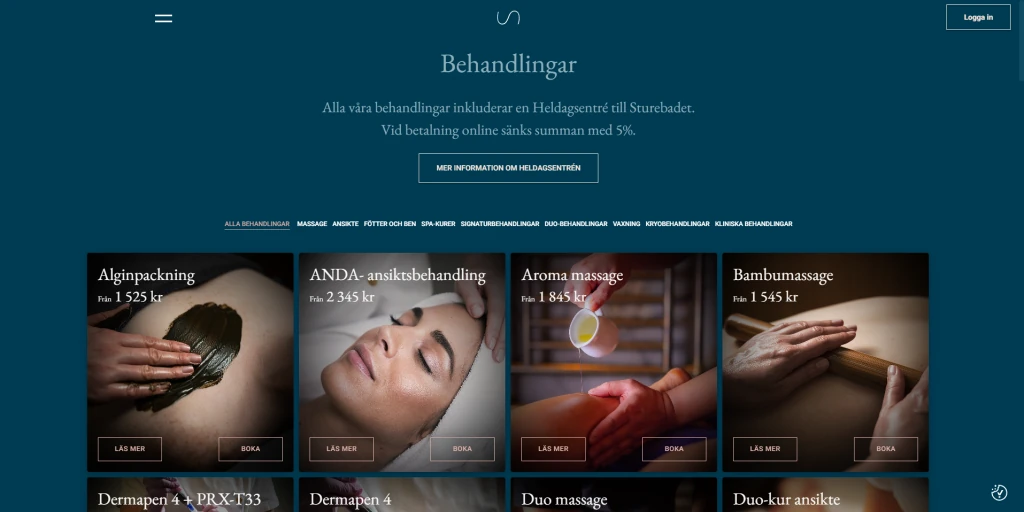 Logga in
Behandlingar
Alla våra behandlingar inkluderar en Heldagsentré till Sturebadet.
Vid betalning online sänks summan med 5%.
MER INFORMATION OM HELDAGSENTRÉN
ALLA BEHANDLINGAR MASSAGE ANSIKTE FÖTTER OCH BEN SPA-KURER SIGNATURBEHANDLINGAR DUO-BEHANDLINGAR VAXNING KRYOBEHANDLINGAR KLINISKA BEHANDLINGAR
Alginpackning
Från 1 525 kr
LÄS MER BOKA
ANDA- ansiktsbehandling
Från 2 345 kr
LÄS MER BOKA
Aroma massage
Från 1 845 kr
LÄS MER BOKA
Bambumassage
Från 1 545 kr
LÄS MER BOKA
Dermapen 4 + PRX-T33
Dermapen 4
Duo massage
Duo-kur ansikte